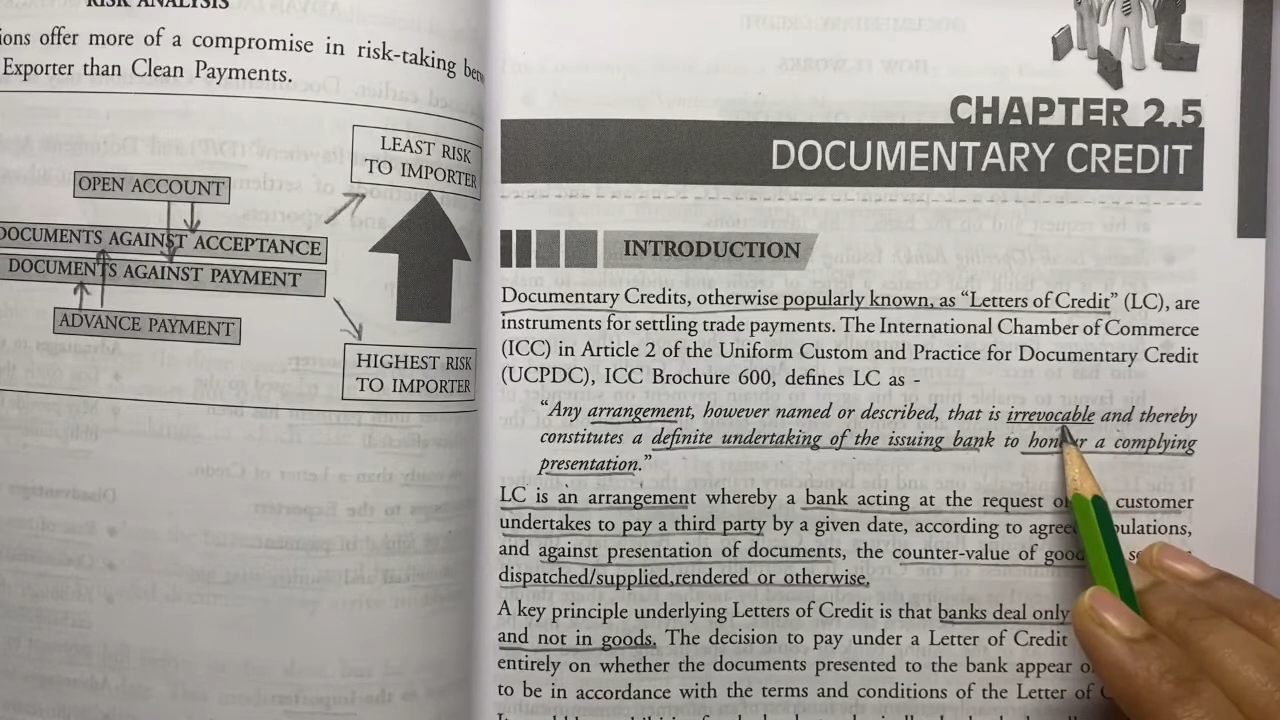 RISK ANALYSIS
ions offer more of a compromise in risk-taking
Exporter than Clean Payments.
LEAST RISK
TO IMPORTER
OPEN ACCOUNT
DOCUMENTS AGAINST ACCEPTANCE
DOCUMENTS AGAINST PAYMENT
ADVANCE PAYMENT
HIGHEST RISK
TO IMPORTER
CHAPTER 2.5
DOCUMENTARY CREDIT
INTRODUCTION
Documentary Credits, otherwise popularly known, as “Letters of Credit” (LC), are
instruments for settling trade payments. The International Chamber of Commerce
(ICC) in Article 2 of the Uniform Custom and Practice for Documentary Credit
(UCPDC), ICC Brochure 600, defines LC as -
“Any arrangement, however named or described, that is irrevocable and thereby
constitutes a definite undertaking of the issuing bank to honour a complying
presentation.”
LC is an arrangement whereby a bank acting at the request customer
undertakes to pay a third party by a given date, according to agreed
and against presentation of documents, the counter-value of
dispatched/supplied,rendered or otherwise.
A key principle underlying Letters of Credit is that banks deal only
and not in goods. The decision to pay under a Letter of Credit
entirely on whether the documents presented to the bank appear
to be in accordance with the terms and conditions of the Letter of